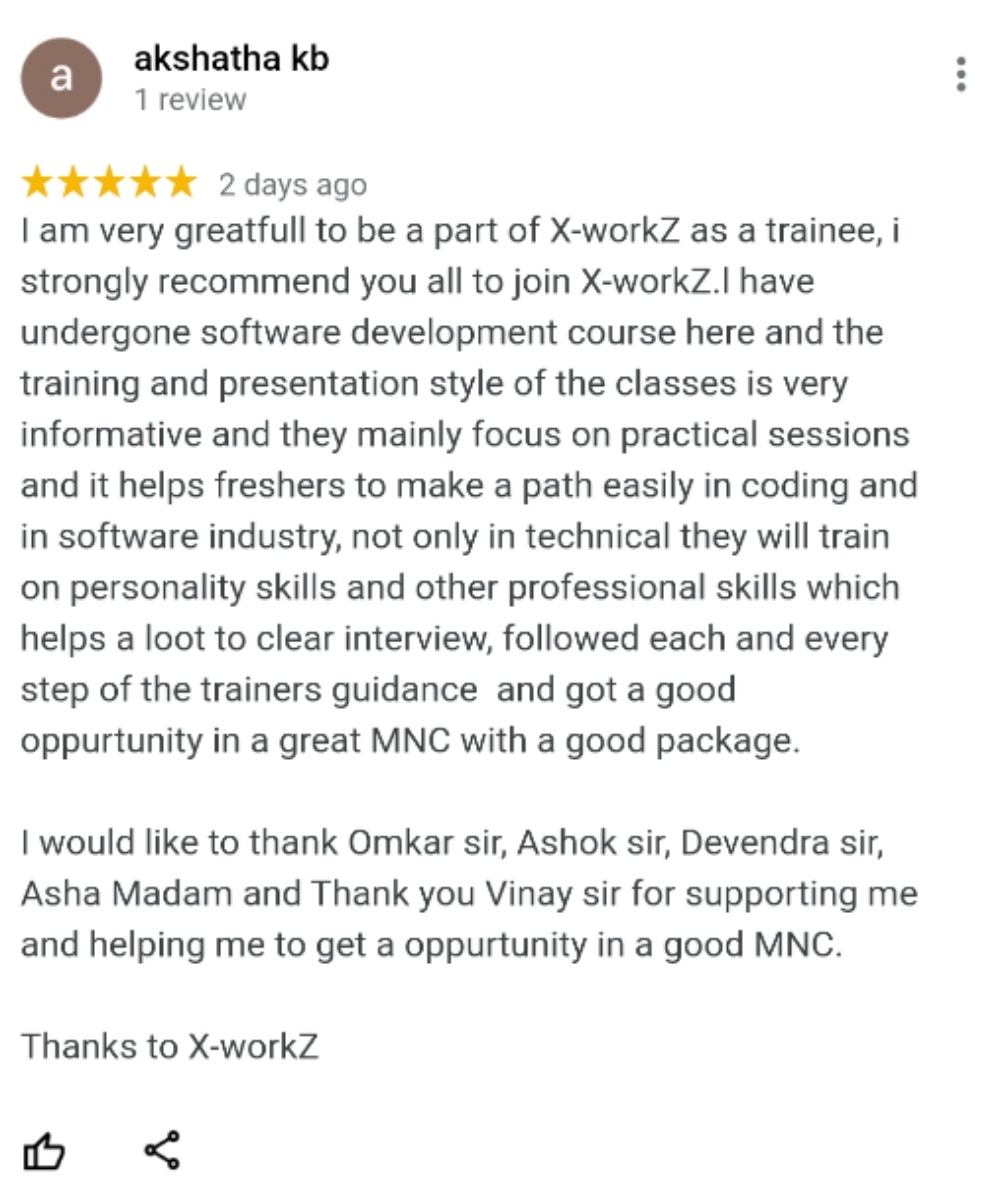 a
akshatha kb
1 review
2 days ago
I am very greatfull to be a part of X-workZ as a trainee, i
strongly recommend you all to join X-workZ.I have
undergone software development course here and the
training and presentation style of the classes is very
informative and they mainly focus on practical sessions
and it helps freshers to make a path easily in coding and
in software industry, not only in technical they will train
on personality skills and other professional skills which
helps a loot to clear interview, followed each and every
step of the trainers guidance  and got a good
oppurtunity in a great MNC with a good package.
I would like to thank Omkar sir, Ashok sir, Devendra sir,
Asha Madam and Thank you Vinay sir for supporting me
and helping me to get a oppurtunity in a good MNC.
Thanks to X-workZ